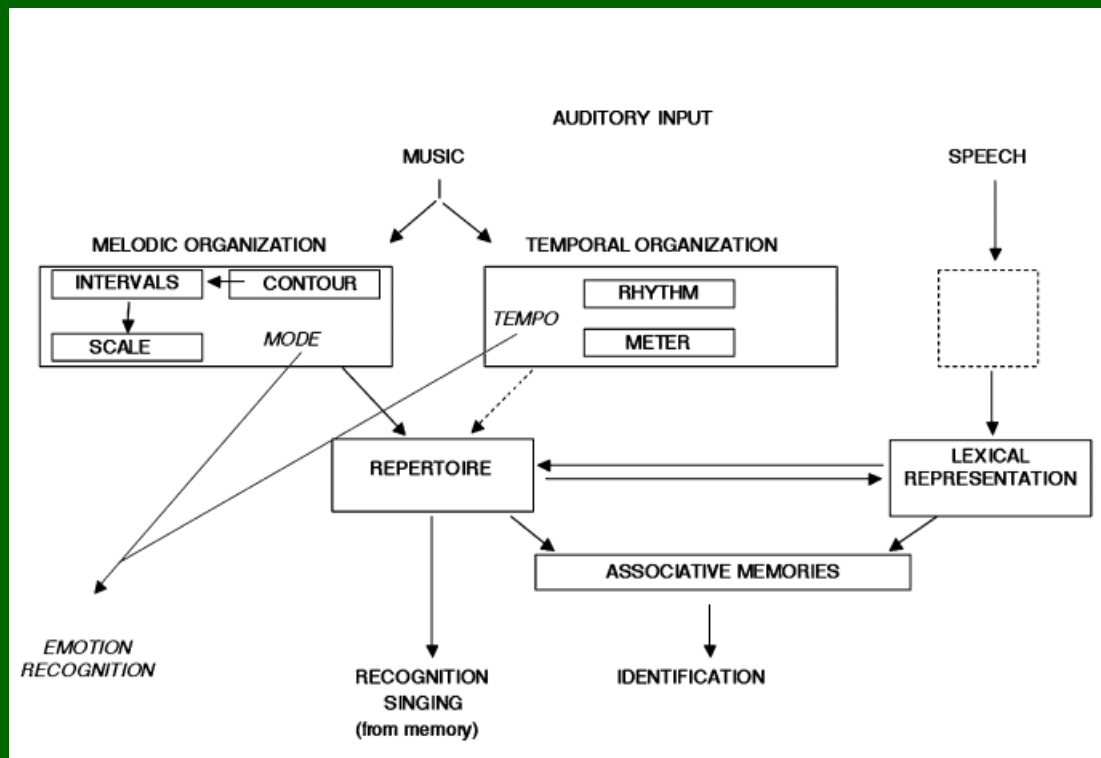 AUDITORY INPUT
MUSIC
SPEECH
MELODIC ORGANIZATION
TEMPORAL ORGANIZATION
INTERVALS
CONTOUR
SCALE
MODE
TEMPO
RHYTHM
METER
REPERTOIRE
LEXICAL
REPRESENTATION
ASSOCIATIVE MEMORIES
EMOTION
RECOGNITION
RECOGNITION
SINGING
(from memory)
IDENTIFICATION